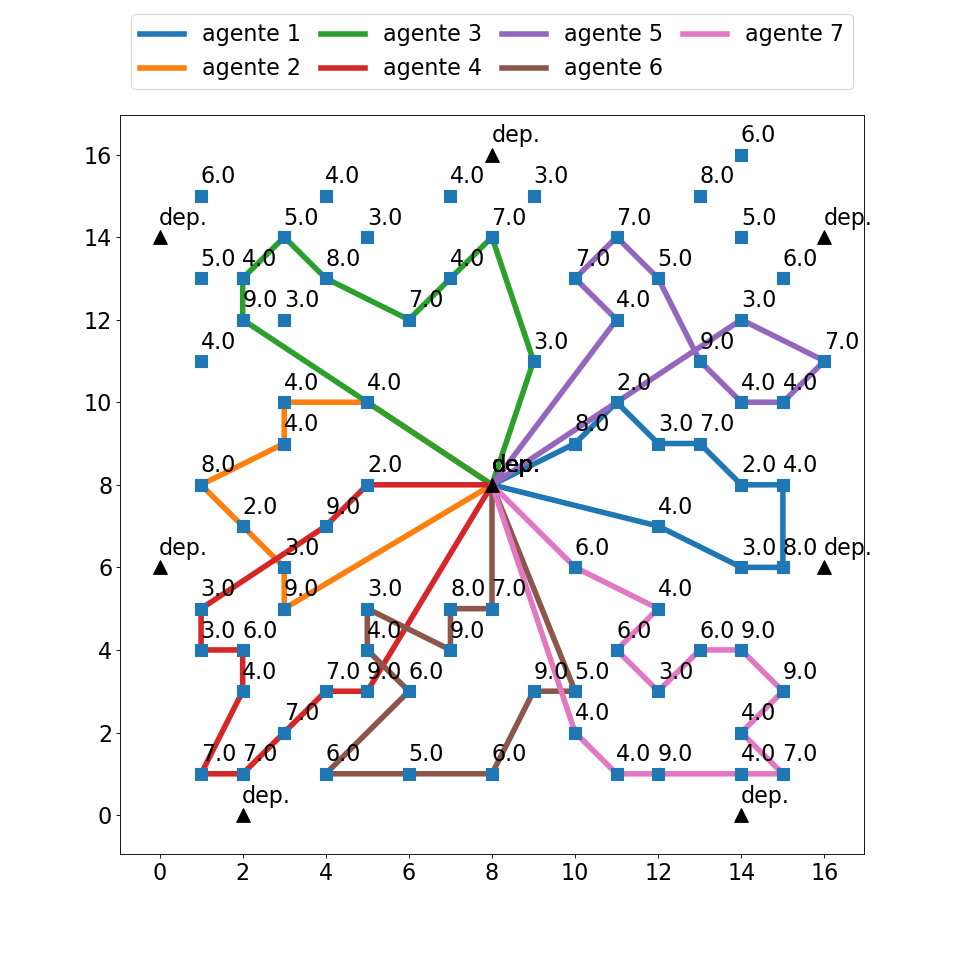 agente 1 agente 3 agente 5 agente 7
agente 2 agente 4 agente 6
6.0
dep.
6.0 4.0 4.0 3.0 8.0
dep. 5.0 3.0 7.0 7.0 5.0 dep.
5.0 4.0 8.0 4.0 7.0 5.0 6.0
9.0 3.0 7.0 4.0 3.0
4.0 3.0 9.0 7.0
4.0 4.0 2.0 4.0 4.0
4.0 8.0 3.0 7.0
8.0 2.0 dep. 2.0 4.0
2.0 9.0 4.0
dep. 3.0 6.0 3.0 8.0 dep.
3.0 9.0 3.0 8.0 7.0 4.0
3.0 6.0 4.0 9.0 6.0 6.0 9.0
4.0 7.0 9.0 6.0 9.0 5.0 3.0 9.0
7.0 4.0 4.0
7.0 7.0 6.0 5.0 6.0 4.0 9.0 4.0 7.0
dep. dep.
16
14
12
10
8
6
4
2
0
0 2 4 6 8 10 12 14 16